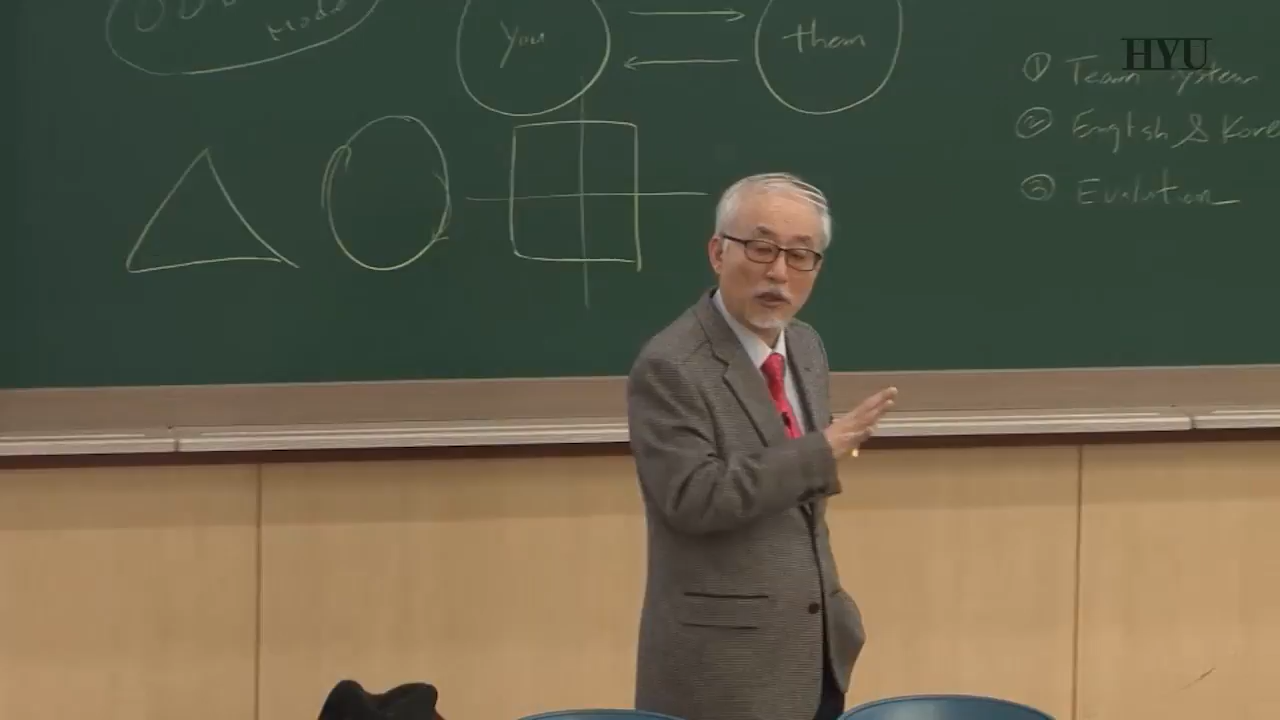 Mode
you
them
HYU
① Team System
② English & Kore
③ Evalution